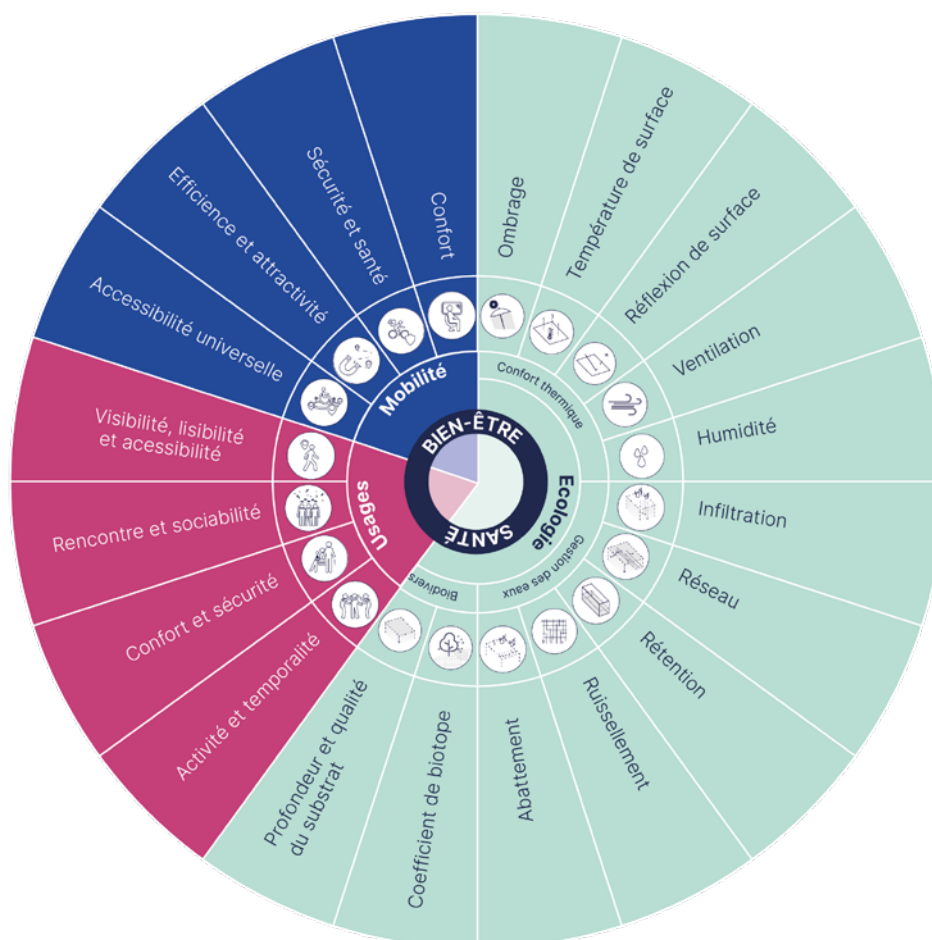 BIEN-ÊTRE
SANTÉ
Mobilité
Ecologie
Usages
Confort thermique
Gestion des eaux
Biodivers
Ombrage
Température de surface
Réflexion de surface
Ventilation
Humidité
Infiltration
Réseau
Rétention
Ruissellement
Abattement
Coefficient de biotope
Profondeur et qualité
du substrat
Activité et temporalité
Confort et sécurité
Rencontre et sociabilité
Visibilité, lisibilité
et acessibilité
Accessibilité universelle
Efficience et attractivité
Sécurité et santé
Confort